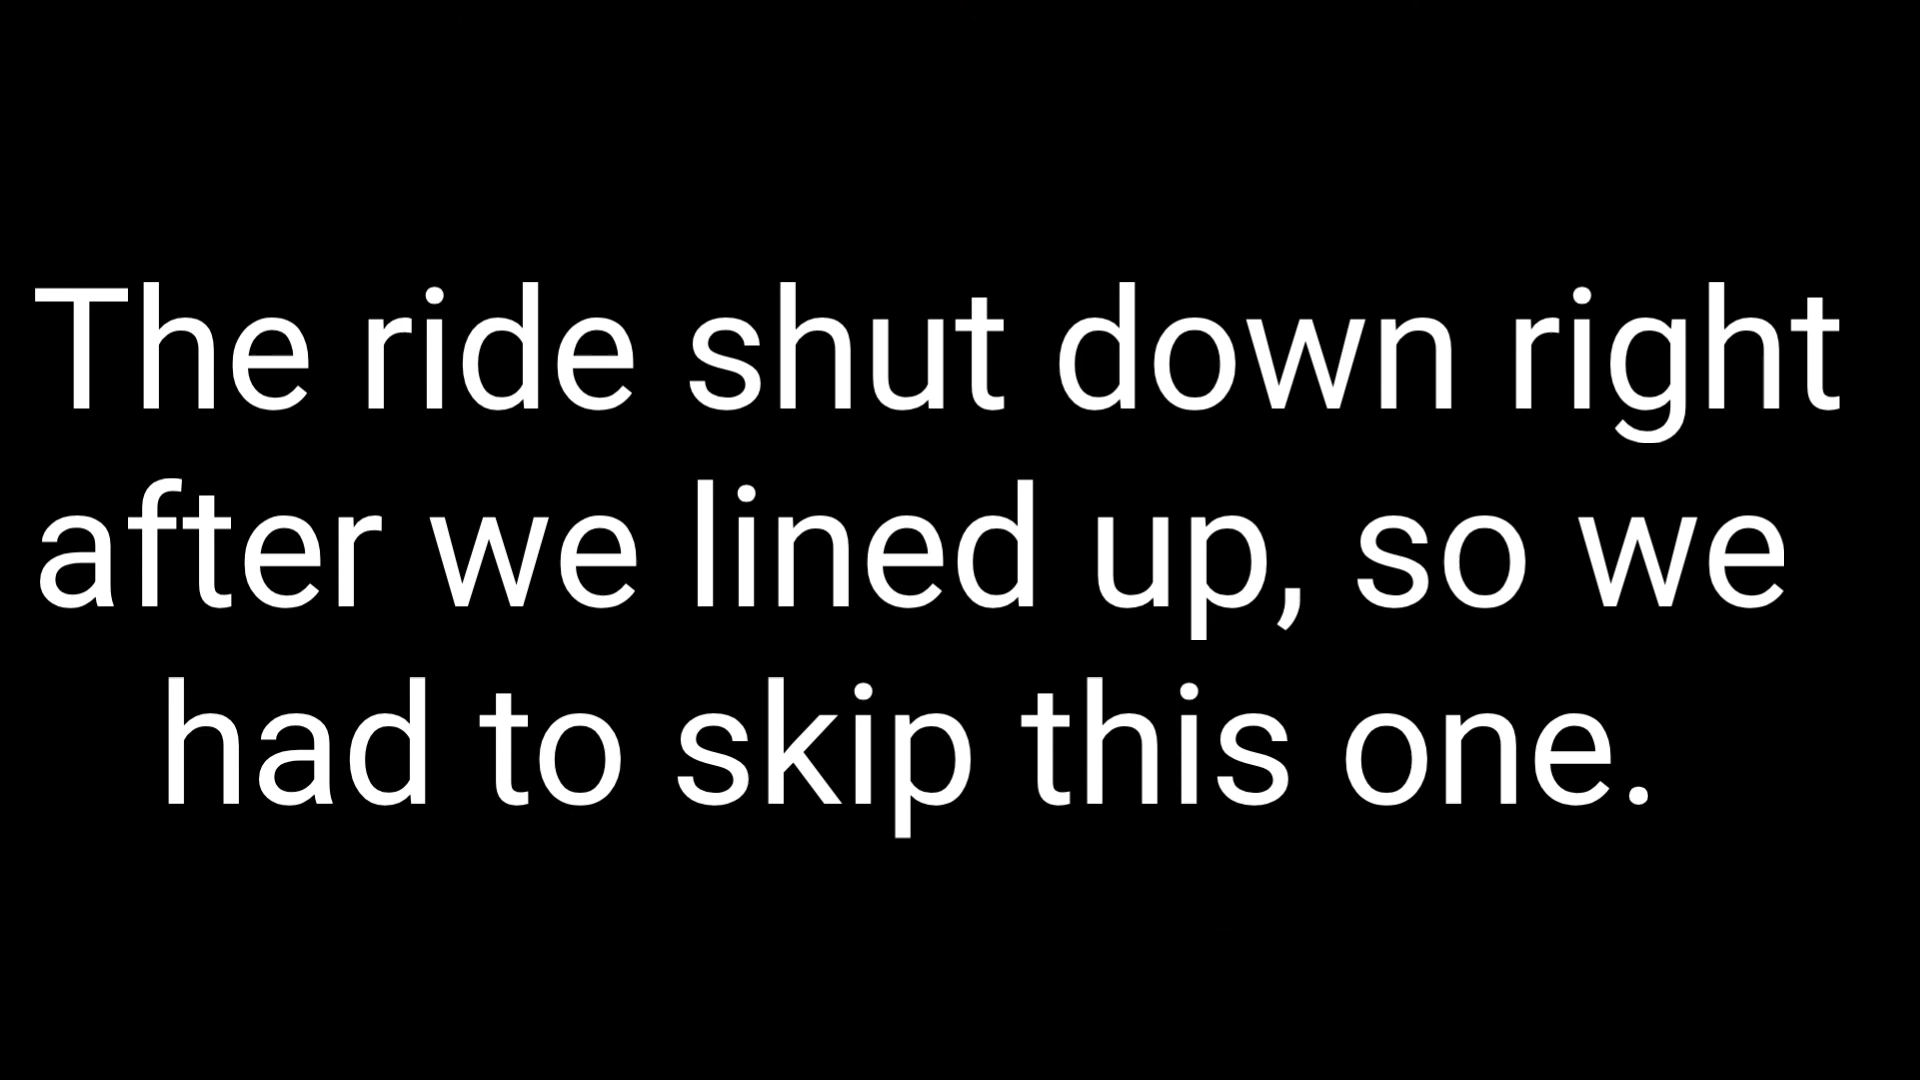 The ride shut down right
after we lined up, so we
had to skip this one.